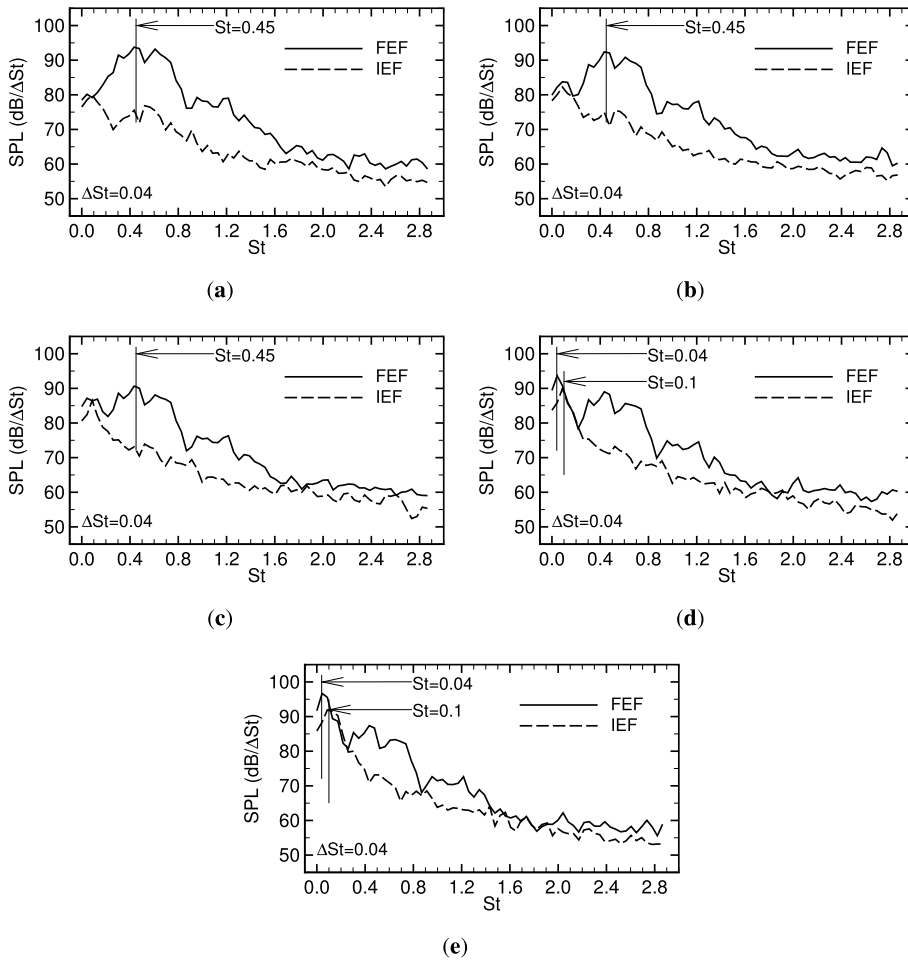 100
90
80
70
60
50
SPL (dB/ΔSt)
St=0.45
FEF
IEF
ΔSt=0.04
0.0 0.4 0.8 1.2 1.6 2.0 2.4 2.8
St
(a)
100
90
80
70
60
50
SPL (dB/ΔSt)
St=0.45
FEF
IEF
ΔSt=0.04
0.0 0.4 0.8 1.2 1.6 2.0 2.4 2.8
St
(b)
100
90
80
70
60
50
SPL (dB/ΔSt)
St=0.45
FEF
IEF
ΔSt=0.04
0.0 0.4 0.8 1.2 1.6 2.0 2.4 2.8
St
(c)
100
90
80
70
60
50
SPL (dB/ΔSt)
St=0.04
St=0.1
FEF
IEF
ΔSt=0.04
0.0 0.4 0.8 1.2 1.6 2.0 2.4 2.8
St
(d)
100
90
80
70
60
50
SPL (dB/ΔSt)
St=0.04
St=0.1
FEF
IEF
ΔSt=0.04
0.0 0.4 0.8 1.2 1.6 2.0 2.4 2.8
St
(e)